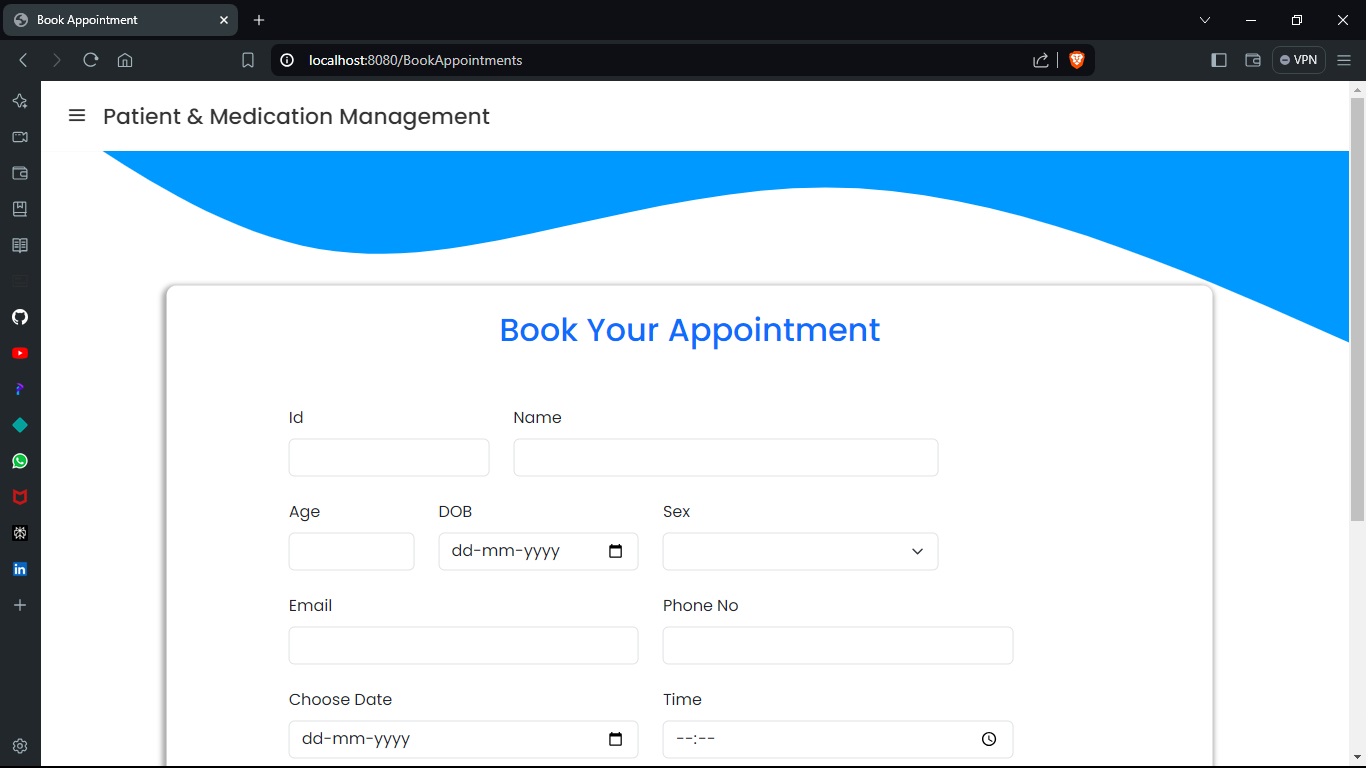 Book Appointment
localhost:8080/BookAppointments
VPN
Patient & Medication Management
Book Your Appointment
Id Name
Age DOB Sex
dd-mm-yyyy
Email Phone No
Choose Date Time
dd-mm-yyyy --:--